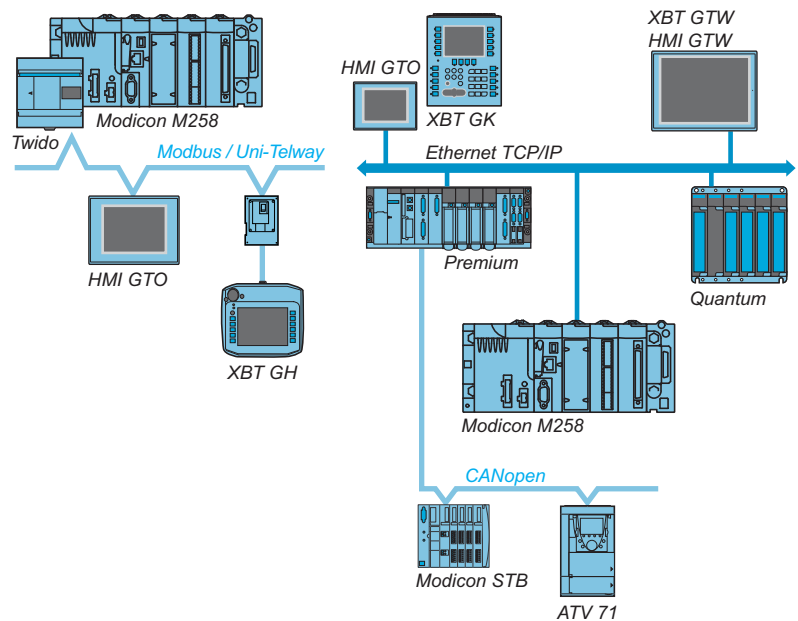 XBT GTW
HMI GTW
HMI GTO
XBT GK
Modicon M258
Twido
Modbus / Uni-Telway
Ethernet TCP/IP
HMI GTO
Premium
Quantum
XBT GH
Modicon M258
CANopen
Modicon STB
ATV 71